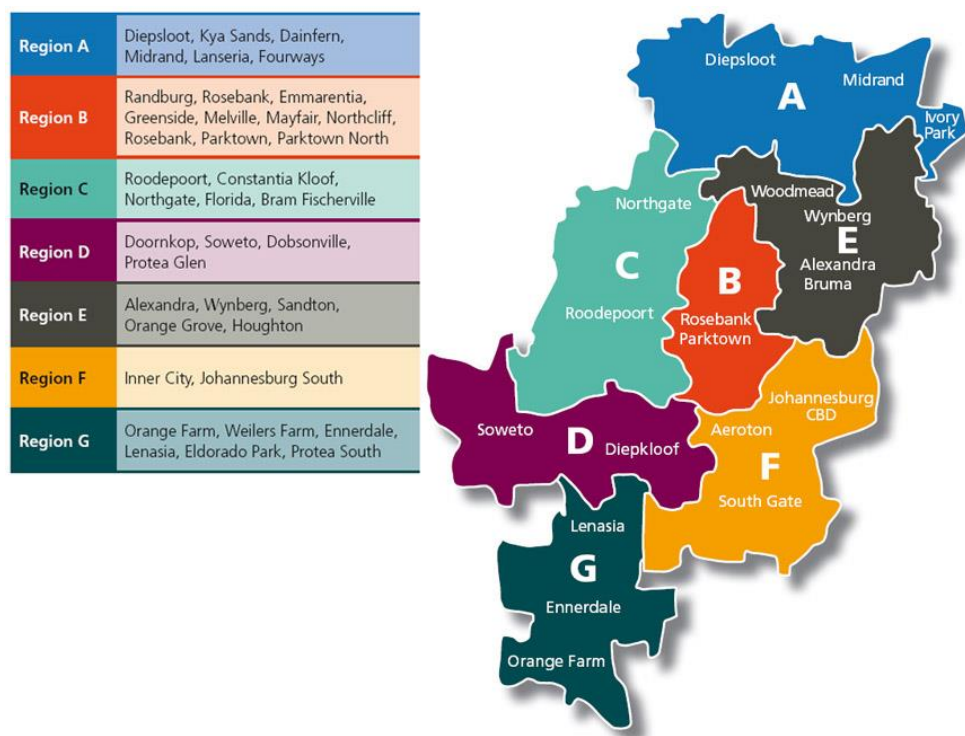 Region A
Diepsloot, Kya Sands, Dainfern,
Midrand, Lanseria, Fourways
Region B
Randburg, Rosebank, Emmarentia,
Greenside, Melville, Mayfair, Northcliff,
Rosebank, Parktown, Parktown North
Region C
Roodepoort, Constantia Kloof,
Northgate, Florida, Bram Fischerville
Region D
Doornkop, Soweto, Dobsonville,
Protea Glen
Region E
Alexandra, Wynberg, Sandton,
Orange Grove, Houghton
Region F
Inner City, Johannesburg South
Region G
Orange Farm, Weilers Farm, Ennerdale,
Lenasia, Eldorado Park, Protea South
Diepsloot
Midrand
A
Ivory
Park
Woodmead
Northgate
Wynberg
E
C
Alexandra
B
Bruma
Roodepoort
Rosebank
Parktown
Johannesburg
CBD
Soweto
Aeroton
D
Diepkloof
F
South Gate
Lenasia
G
Ennerdale
Orange Farm